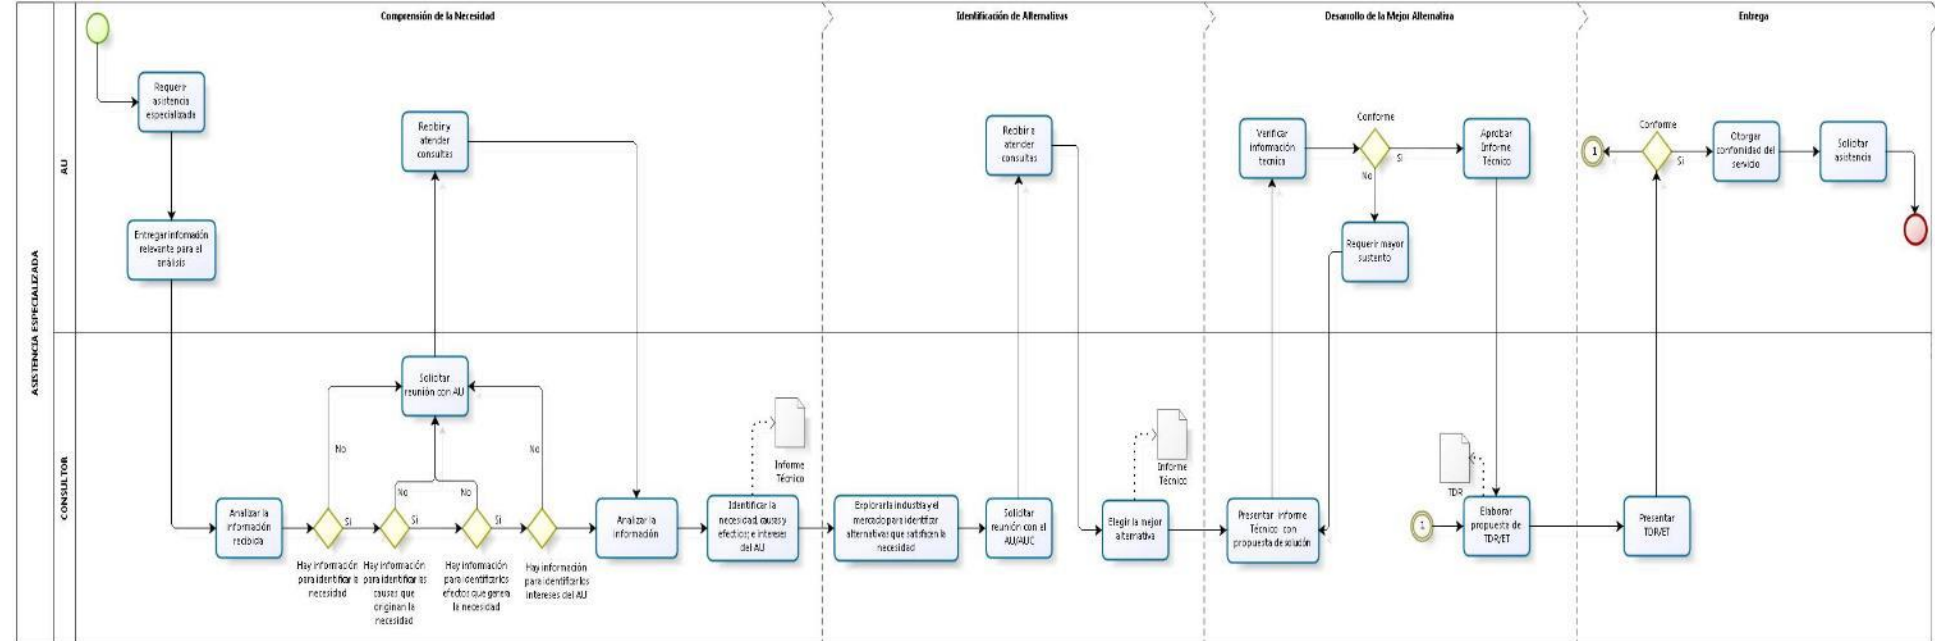 Comprensión de la Necesidad
Identificación de Alternativas
Desarrollo de la Mejor Alternativa
Entrega
ASISTENCIA ESPECIALIZADA
AU
Requerir
asistencia
especializada
Entregar información
relevante para el
análisis
Recibir y
atender
consultas
Recibir a
atender
consultas
Verificar
información
tecnica
Conforme
Si
No
Aprobar
Informe
Técnico
Requerir mayor
sustento
1
Conforme
Si
Otorgar
conformidad del
servicio
Solicitar
asistencia
CONSULTOR
Solicitar
reunión con AU
No
No
No
No
Analizar la
información
recibida
Si
Si
Si
Hay información
para identificar la
necesidad
Hay información
para identificar las
causas que
originan la
necesidad
Hay información
para identificar los
efectos que genera
la necesidad
Hay información
para identificar los
intereses del AU
Analizar la
información
Identificar la
necesidad, causas y
efectos; e intereses
del AU
Informe
Técnico
Explorar la industria y el
mercado para identificar
alternativas que satisfacen la
necesidad
Solicitar
reunión con el
AU/AUC
Elegir la mejor
alternativa
Informe
Técnico
Presentar informe
Técnico con
propuesta de solución
TDR
1
Elaborar
propuesta de
TDR/ET
Presentar
TDR/ET